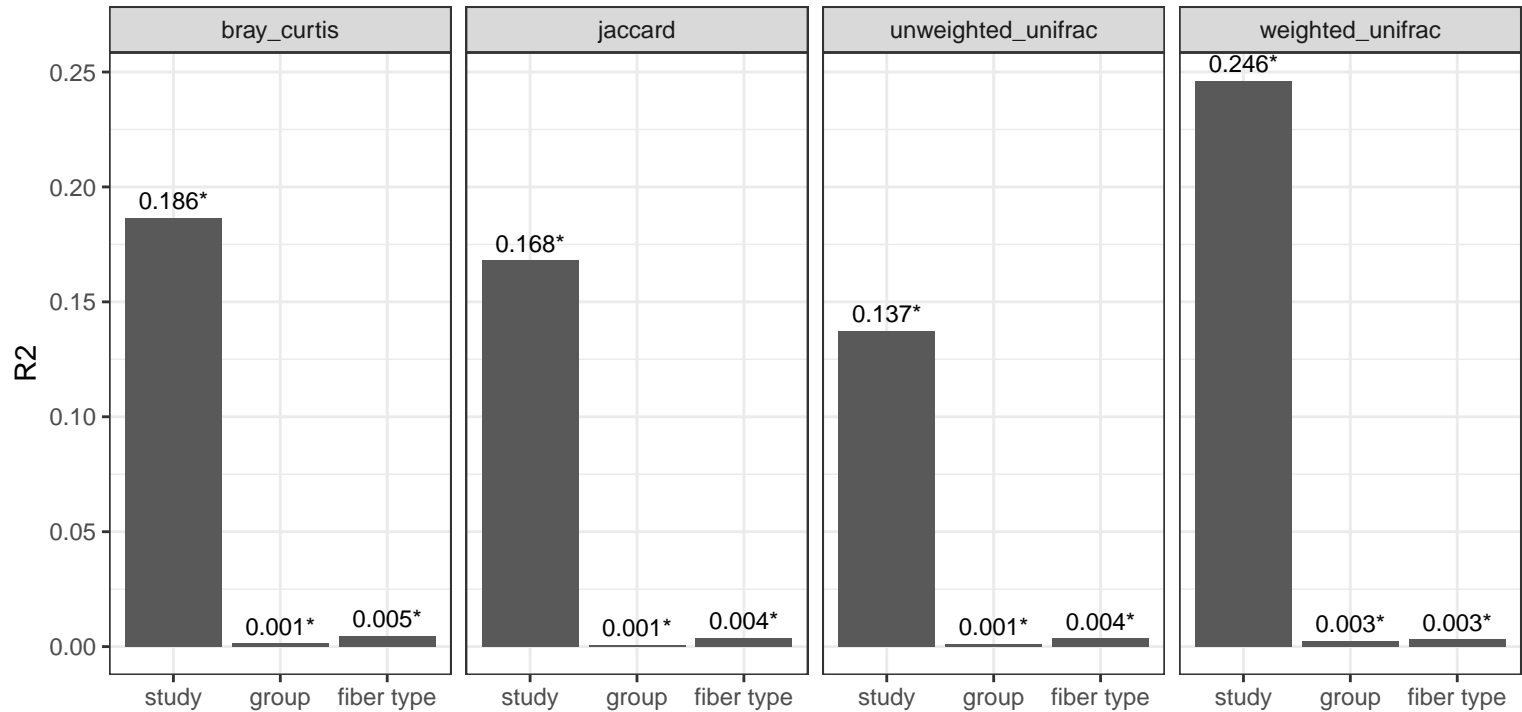 bray_curtis
jaccard
unweighted_unifrac
weighted_unifrac
R2
0.25
0.20
0.15
0.10
0.05
0.00
0.186*
0.001*
0.005*
0.168*
0.001*
0.004*
0.137*
0.001*
0.004*
0.246*
0.003*
0.003*
study group fiber type
study group fiber type
study group fiber type
study group fiber type